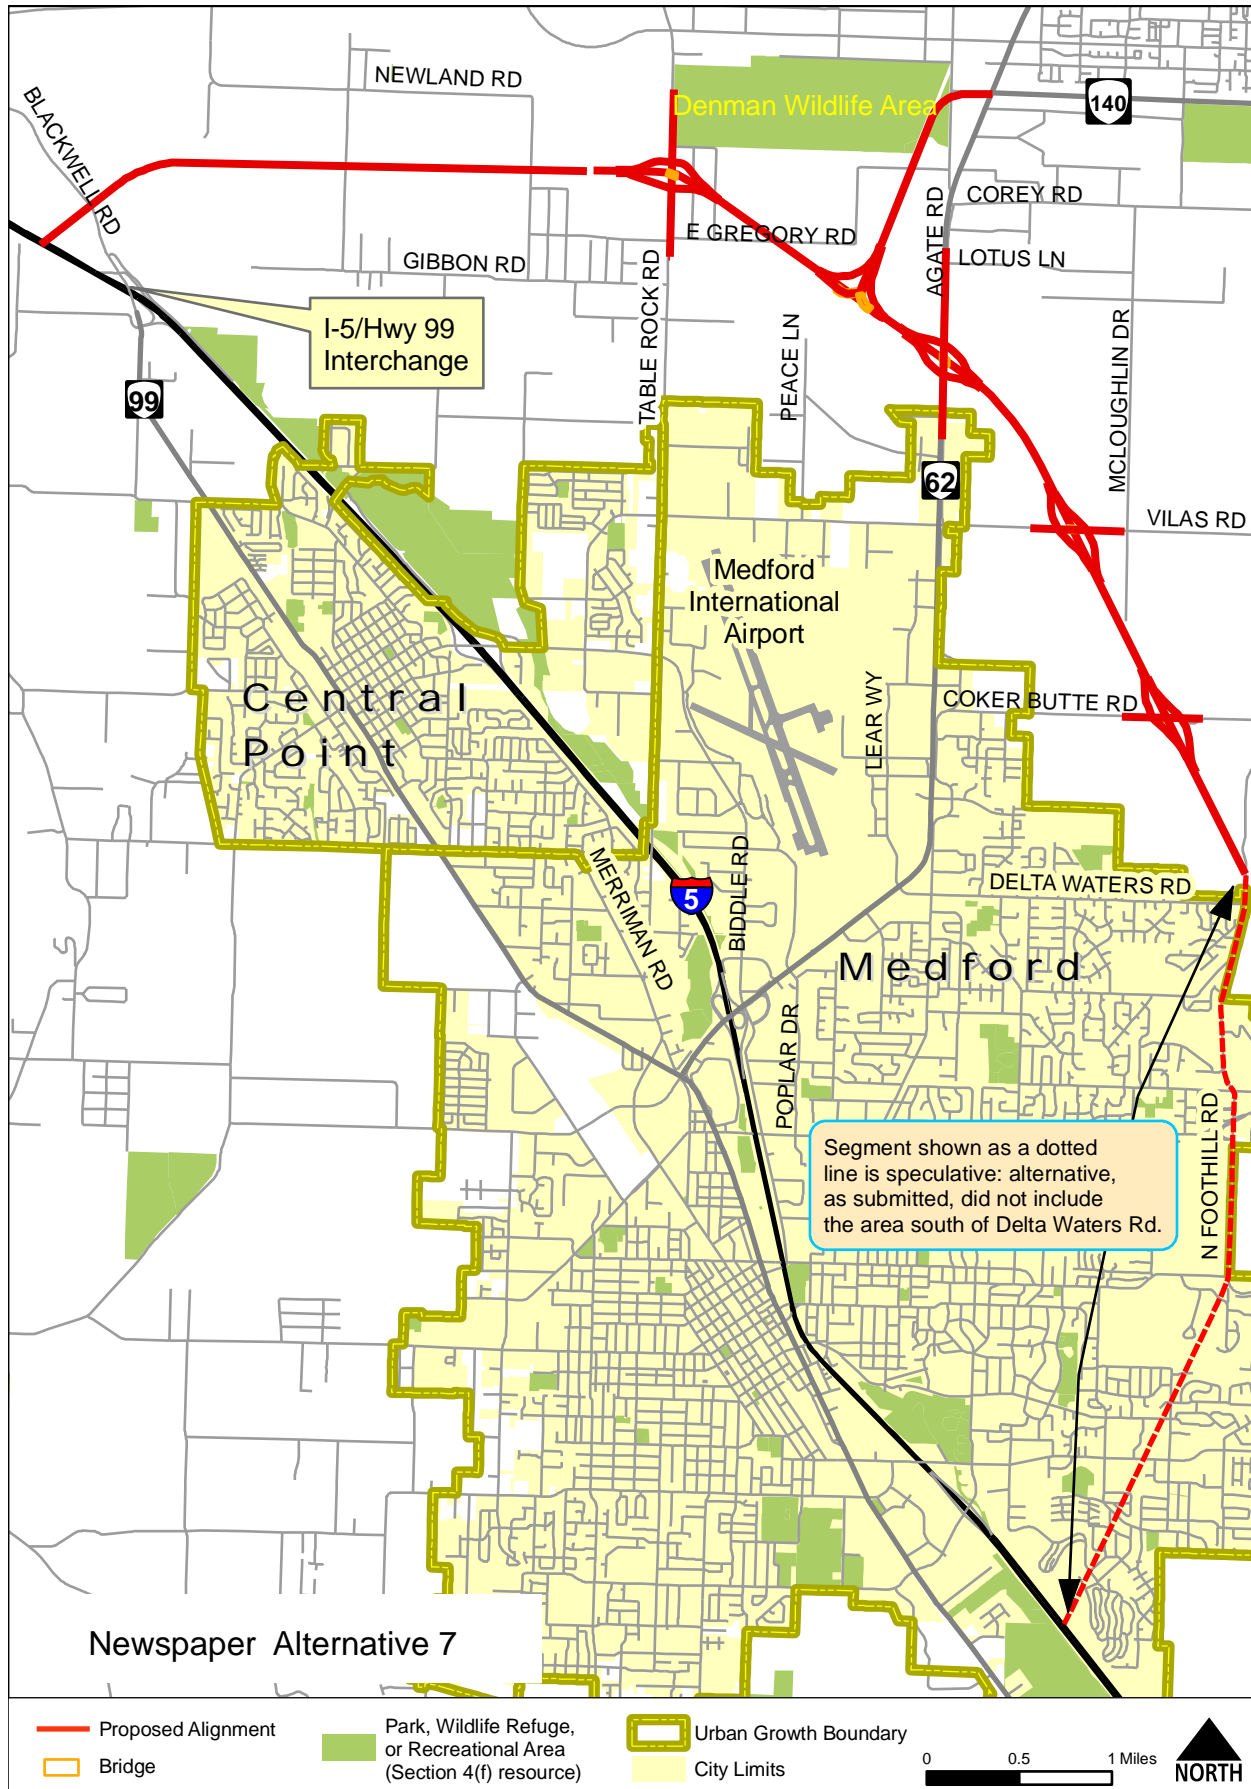 NEWLAND RD
Denman Wildlife Area
140
BLACKWELL RD
COREY RD
AGATE RD
E GREGORY RD
LOTUS LN
GIBBON RD
TABLE ROCK RD
I-5/Hwy 99
Interchange
PEACE LN
MCLOUGHLIN DR
99
62
VILAS RD
Medford
International
Airport
Central
Point
LEAR WY
COKER BUTTE RD
MERRIMAN RD
BIDDLE RD
5
DELTA WATERS RD
Medford
POPLAR DR
N FOOTHILL RD
Segment shown as a dotted
line is speculative: alternative,
as submitted, did not include
the area south of Delta Waters Rd.
Newspaper Alternative 7
Proposed Alignment
Bridge
Park, Wildlife Refuge,
or Recreational Area
(Section 4(f) resource)
Urban Growth Boundary
City Limits
0 0.5 1 Miles
NORTH